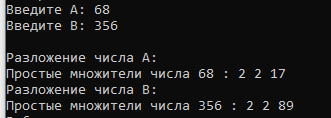 Введите А: 68
Введите В: 356
Разложение числа А:
Простые множители числа 68 : 2 2 17
Разложение числа В:
Простые множители числа 356 : 2 2 89